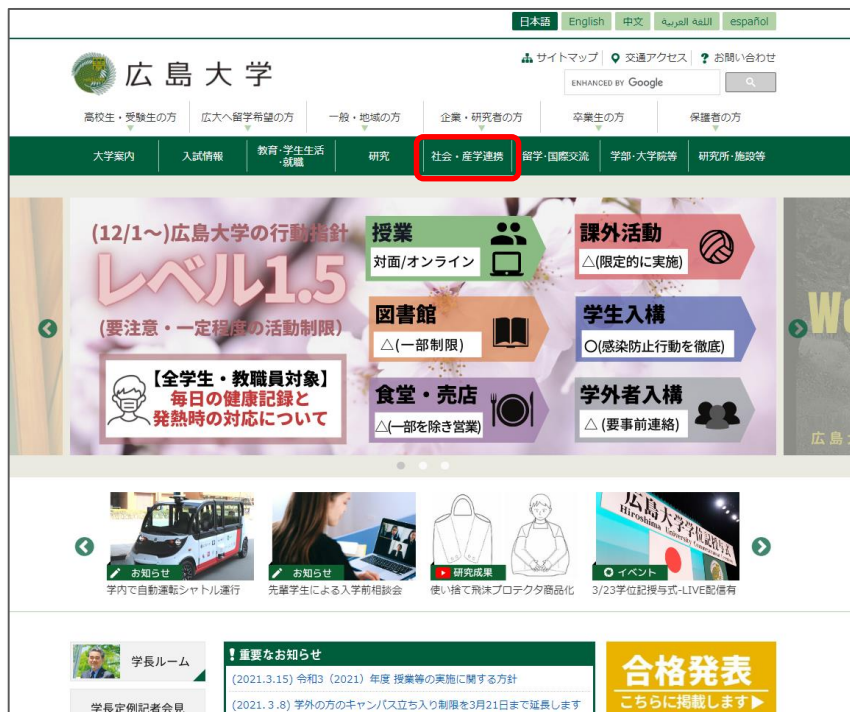 日本語 English 中文 اللغة العربية español
サイトマップ 交通アクセス ? お問い合わせ
広島大学
ENHANCED BY Google
高校生・受験生の方 広大へ留学希望の方 一般・地域の方 企業・研究者の方 卒業生の方 保護者の方
大学案内 入試情報 教育・学生生活・就職 研究 社会・産学連携 留学・国際交流 学部・大学院等 研究所・施設等
(12/1～)広島大学の行動指針
レベル1.5
(要注意・一定程度の活動制限)
【全学生・教職員対象】
毎日の健康記録と
発熱時の対応について
授業
対面/オンライン
課外活動
△(限定的に実施)
図書館
△(一部制限)
学生入構
○(感染防止行動を徹底)
食堂・売店
△(一部を除き営業)
学外者入構
△ (要事前連絡)
We
広島
お知らせ
学内で自動運転シャトル運行
お知らせ
先輩学生による入学前相談会
研究成果
使い捨て飛沫プロテクタ商品化
広島大学学位記授与式
Hiroshima University Commencement
イベント
3/23学位記授与式-LIVE配信有
学長ルーム
学長定例記者会見
重要なお知らせ
(2021.3.15) 令和3（2021）年度 授業等の実施に関する方針
(2021.3.8) 学外の方のキャンパス立ち入り制限を3月21日まで延長します
合格発表
こちらに掲載します▶